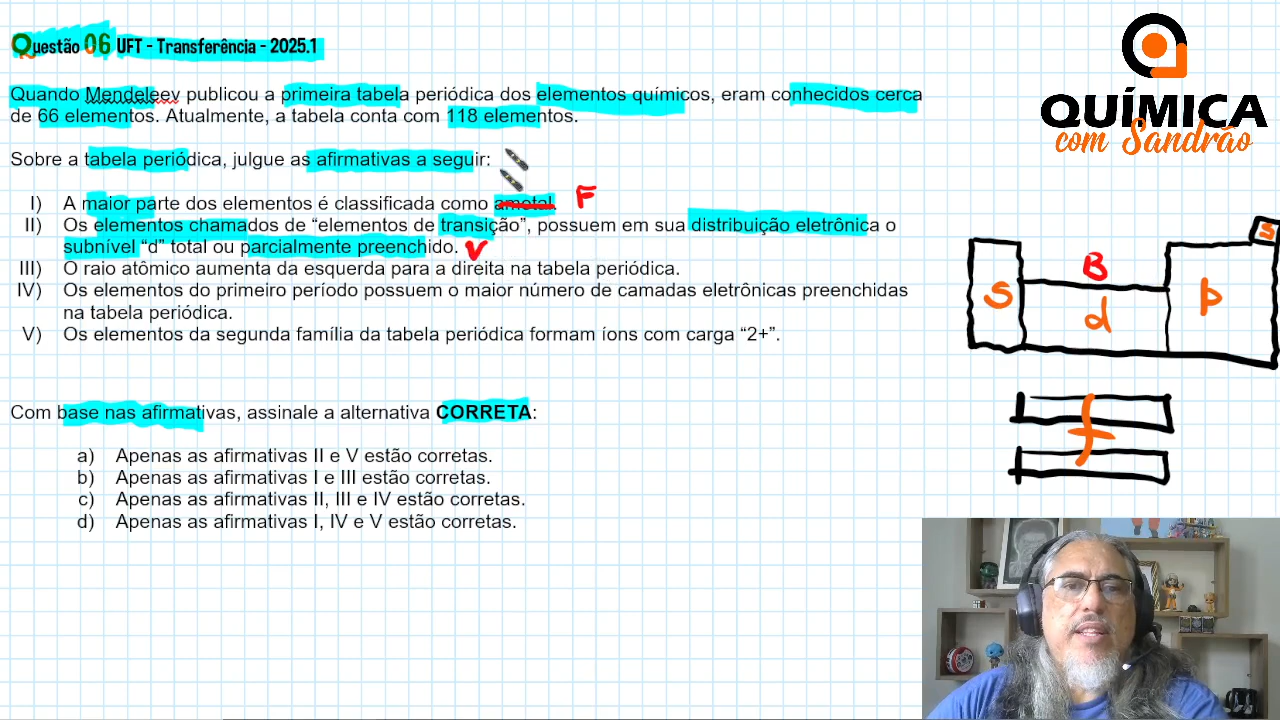 Questão 06 UFT - Transferência - 2025.1
QUÍMICA
com Sandrão
Quando Mendeleev publicou a primeira tabela periódica dos elementos químicos, eram conhecidos cerca
de 66 elementos. Atualmente, a tabela conta com 118 elementos.
Sobre a tabela periódica, julgue as afirmativas a seguir:
I) A maior parte dos elementos é classificada como ametal. F
II) Os elementos chamados de “elementos de transição”, possuem em sua distribuição eletrônica o
subnível “d” total ou parcialmente preenchido. V
III) O raio atômico aumenta da esquerda para a direita na tabela periódica.
IV) Os elementos do primeiro período possuem o maior número de camadas eletrônicas preenchidas
na tabela periódica.
V) Os elementos da segunda família da tabela periódica formam íons com carga “2+”.
s
B
s d p
f
Com base nas afirmativas, assinale a alternativa CORRETA:
a) Apenas as afirmativas II e V estão corretas.
b) Apenas as afirmativas I e III estão corretas.
c) Apenas as afirmativas II, III e IV estão corretas.
d) Apenas as afirmativas I, IV e V estão corretas.